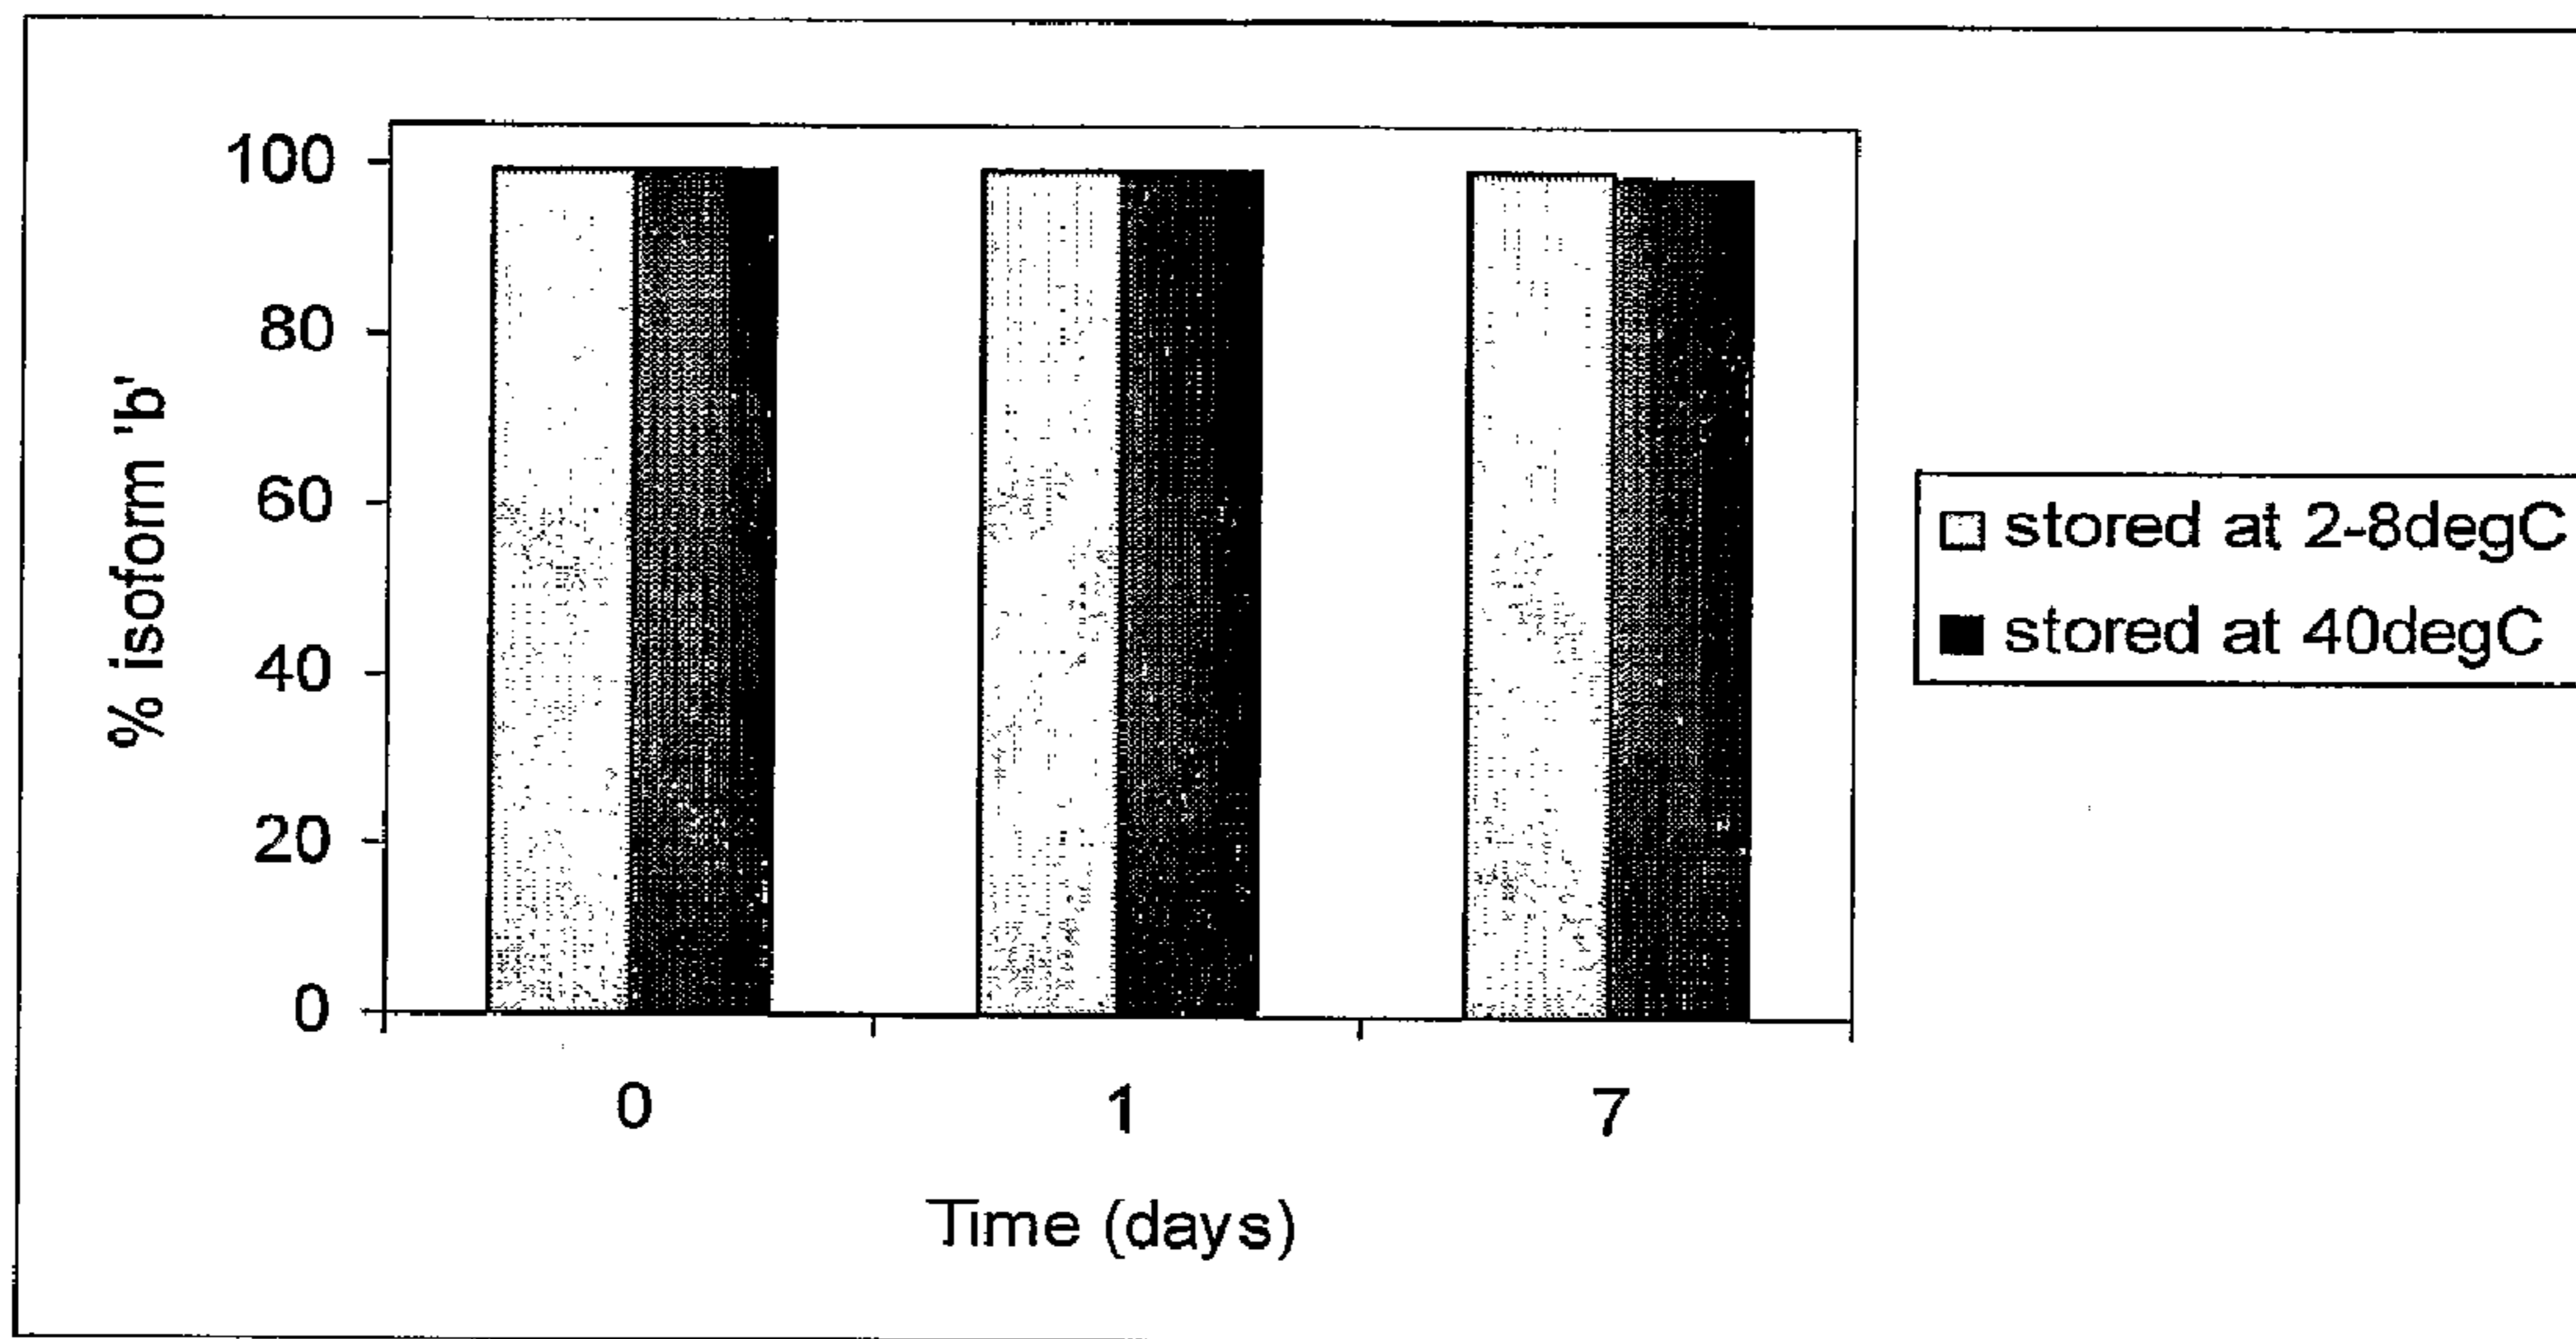 100
80
60
40
20
0
% isoform 'b'
0 1 7
Time (days)
stored at 2-8degC
stored at 40degC